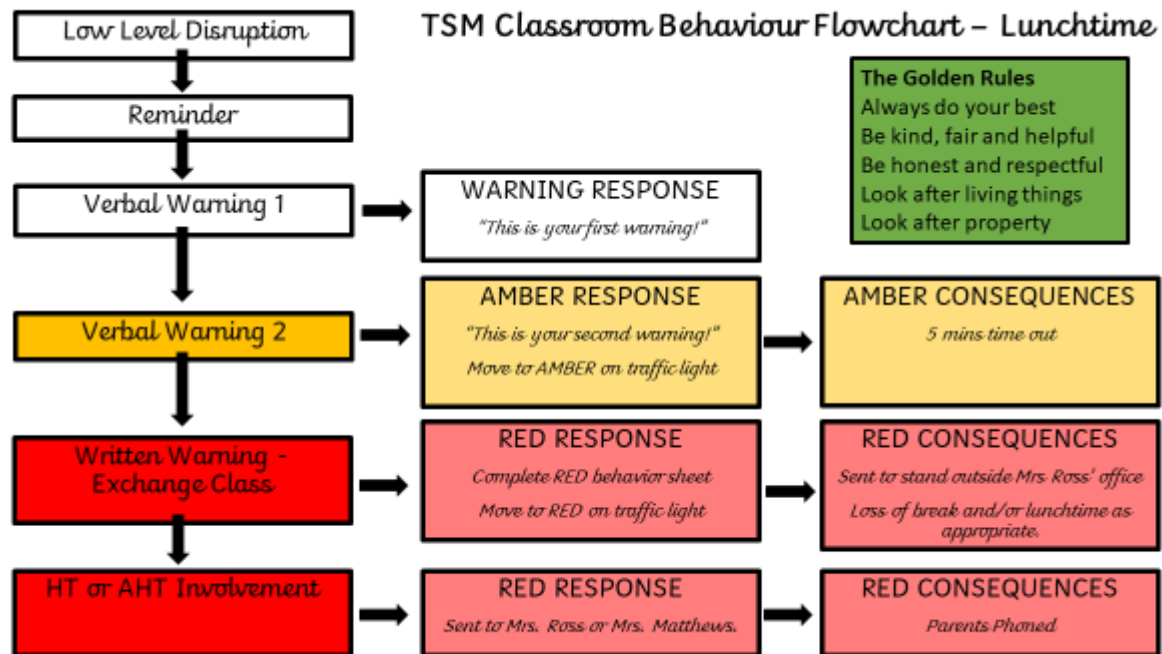 TSM Classroom Behaviour Flowchart – Lunchtime
Low Level Disruption
Reminder
The Golden Rules
Always do your best
Be kind, fair and helpful
Be honest and respectful
Look after living things
Look after property
Verbal Warning 1
WARNING RESPONSE
"This is your first warning!"
Verbal Warning 2
AMBER RESPONSE
"This is your second warning!"
Move to AMBER on traffic light
AMBER CONSEQUENCES
5 mins time out
Written Warning -
Exchange Class
RED RESPONSE
Complete RED behavior sheet
Move to RED on traffic light
RED CONSEQUENCES
Sent to stand outside Mrs Ross' office
Loss of break and/or lunchtime as
appropriate.
HT or AHT Involvement
RED RESPONSE
Sent to Mrs. Ross or Mrs. Matthews.
RED CONSEQUENCES
Parents Phoned